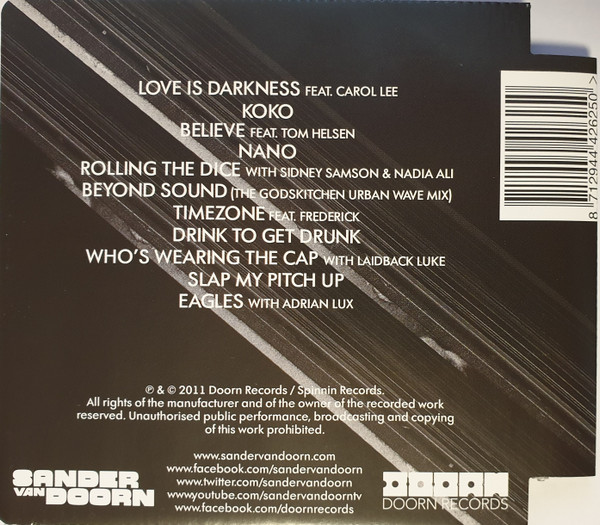 LOVE IS DARKNESS FEAT. CAROL LEE
KOKO
BELIEVE FEAT. TOM HELSEN
NANO
ROLLING THE DICE WITH SIDNEY SAMSON & NADIA ALI
BEYOND SOUND (THE GODSKITCHEN URBAN WAVE MIX)
TIMEZONE FEAT. FREDERICK
DRINK TO GET DRUNK
WHO'S WEARING THE CAP WITH LAIDBACK LUKE
SLAP MY PITCH UP
EAGLES WITH ADRIAN LUX
8 712944 426250 >
℗ & © 2011 Doorn Records / Spinnin Records.
All rights of the manufacturer and of the owner of the recorded work
reserved. Unauthorised public performance, broadcasting and copying
of this work prohibited.
www.sandervandoorn.com
www.facebook.com/sandervandoorn
www.twitter.com/sandervandoorn
www.youtube.com/sandervandoorntv
www.facebook.com/doornrecords
SANDER
VAN DOORN
DOORN
DOORN RECORDS